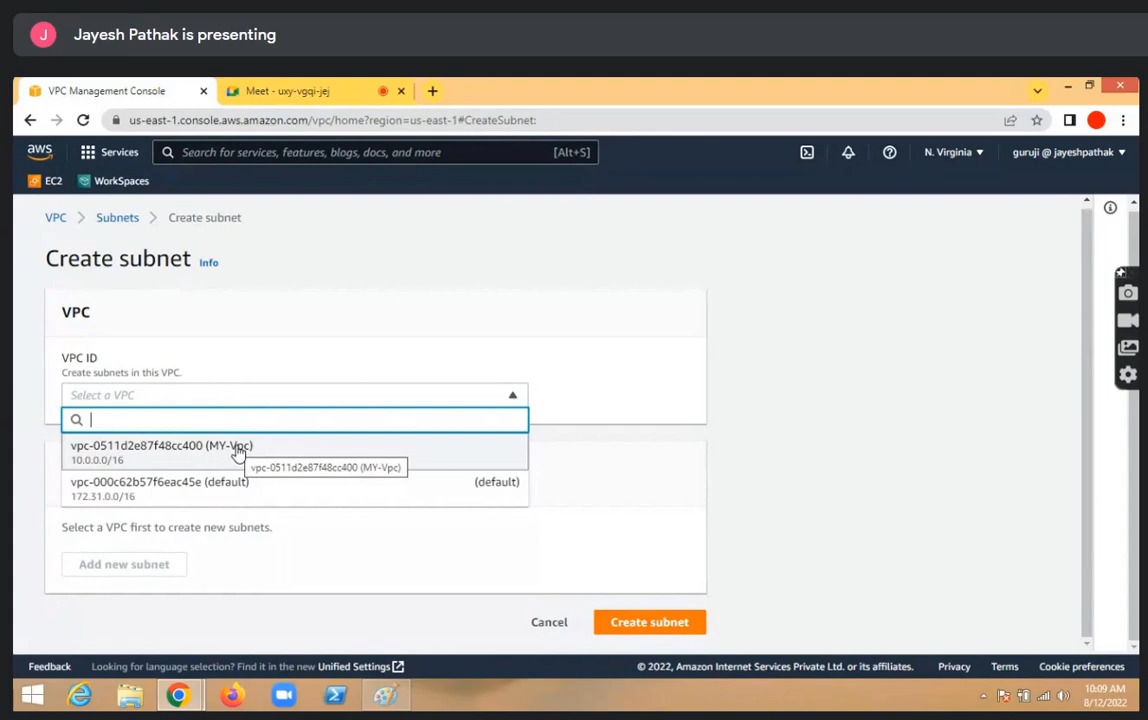 J
Jayesh Pathak is presenting
VPC Management Console
Meet - uxy-vgqi-jej
us-east-1.console.aws.amazon.com/vpc/home?region=us-east-1#CreateSubnet:
aws
Services
Search for services, features, blogs, docs, and more
[Alt+S]
N. Virginia
guruji @ jayeshpathak
EC2
WorkSpaces
VPC
Subnets
Create subnet
Create subnet
Info
VPC
VPC ID
Create subnets in this VPC.
Select a VPC
vpc-0511d2e87f48cc400 (MY-Vpc)
10.0.0.0/16
vpc-0511d2e87f48cc400 (MY-Vpc)
vpc-000c62b57f6eac45e (default)
(default)
172.31.0.0/16
Select a VPC first to create new subnets.
Add new subnet
Cancel
Create subnet
Feedback
Looking for language selection? Find it in the new Unified Settings
© 2022, Amazon Internet Services Private Ltd. or its affiliates.
Privacy
Terms
Cookie preferences
10:09 AM
8/12/2022